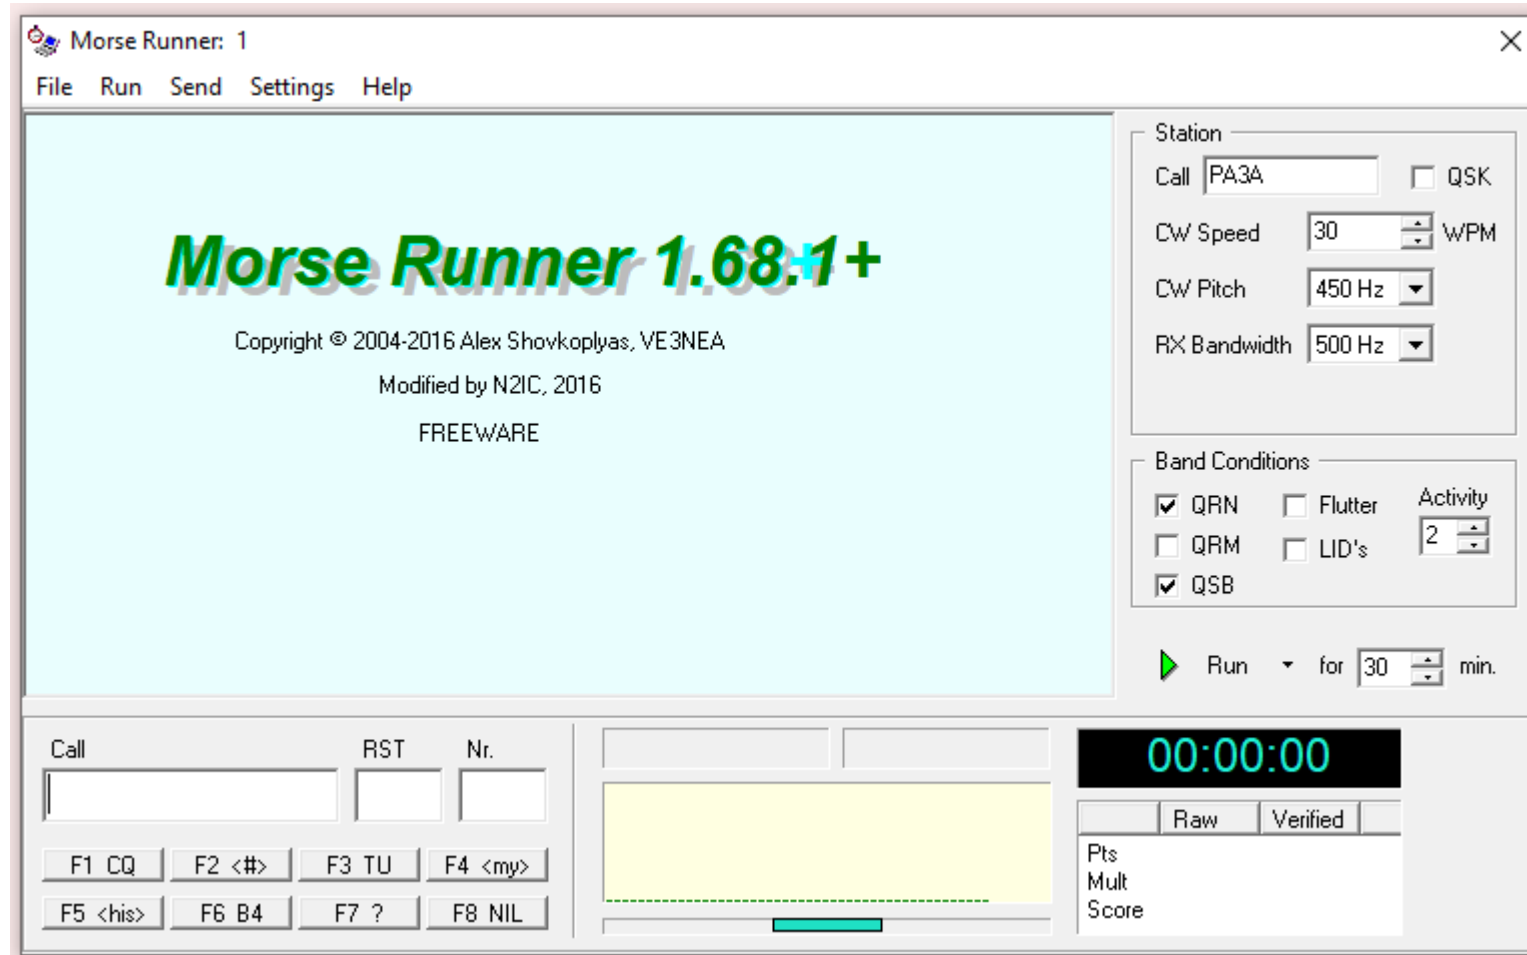 Morse Runner: 1
File Run Send Settings Help
Morse Runner 1.68.1+
Copyright © 2004-2016 Alex Shovkoplyas, VE3NEA
Modified by N2IC, 2016
FREEWARE
Station
Call PA3A QSK
CW Speed 30 WPM
CW Pitch 450 Hz
RX Bandwidth 500 Hz
Band Conditions
QRN Flutter Activity
QRM LID's 2
QSB
Run for 30 min.
Call RST Nr.
F1 CQ F2 <#> F3 TU F4 <my>
F5 <his> F6 B4 F7 ? F8 NIL
00:00:00
Raw Verified
Pts
Mult
Score